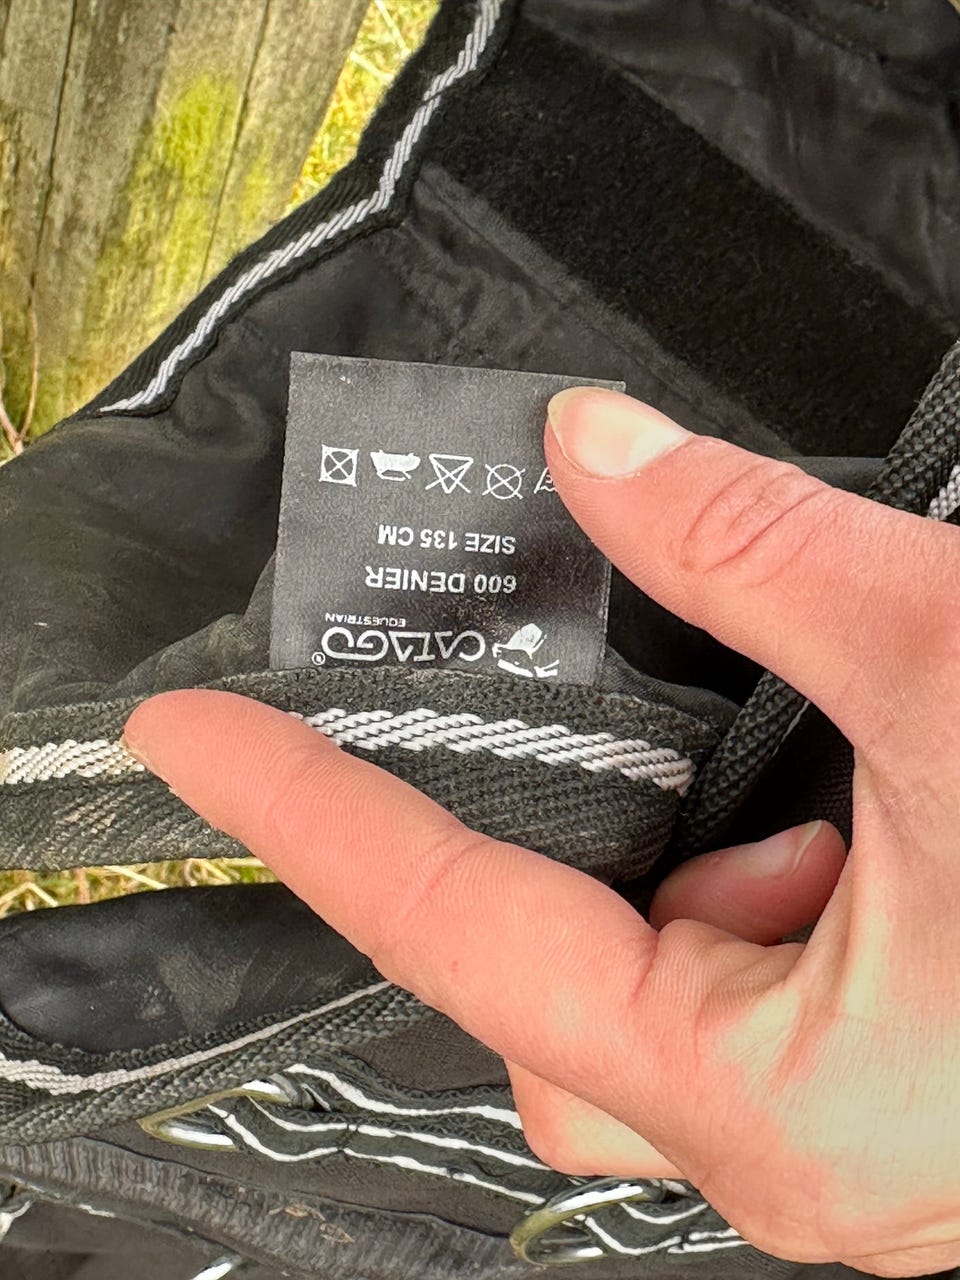 CATAGO®
EQUESTRIAN
600 DENIER
SIZE 135 CM